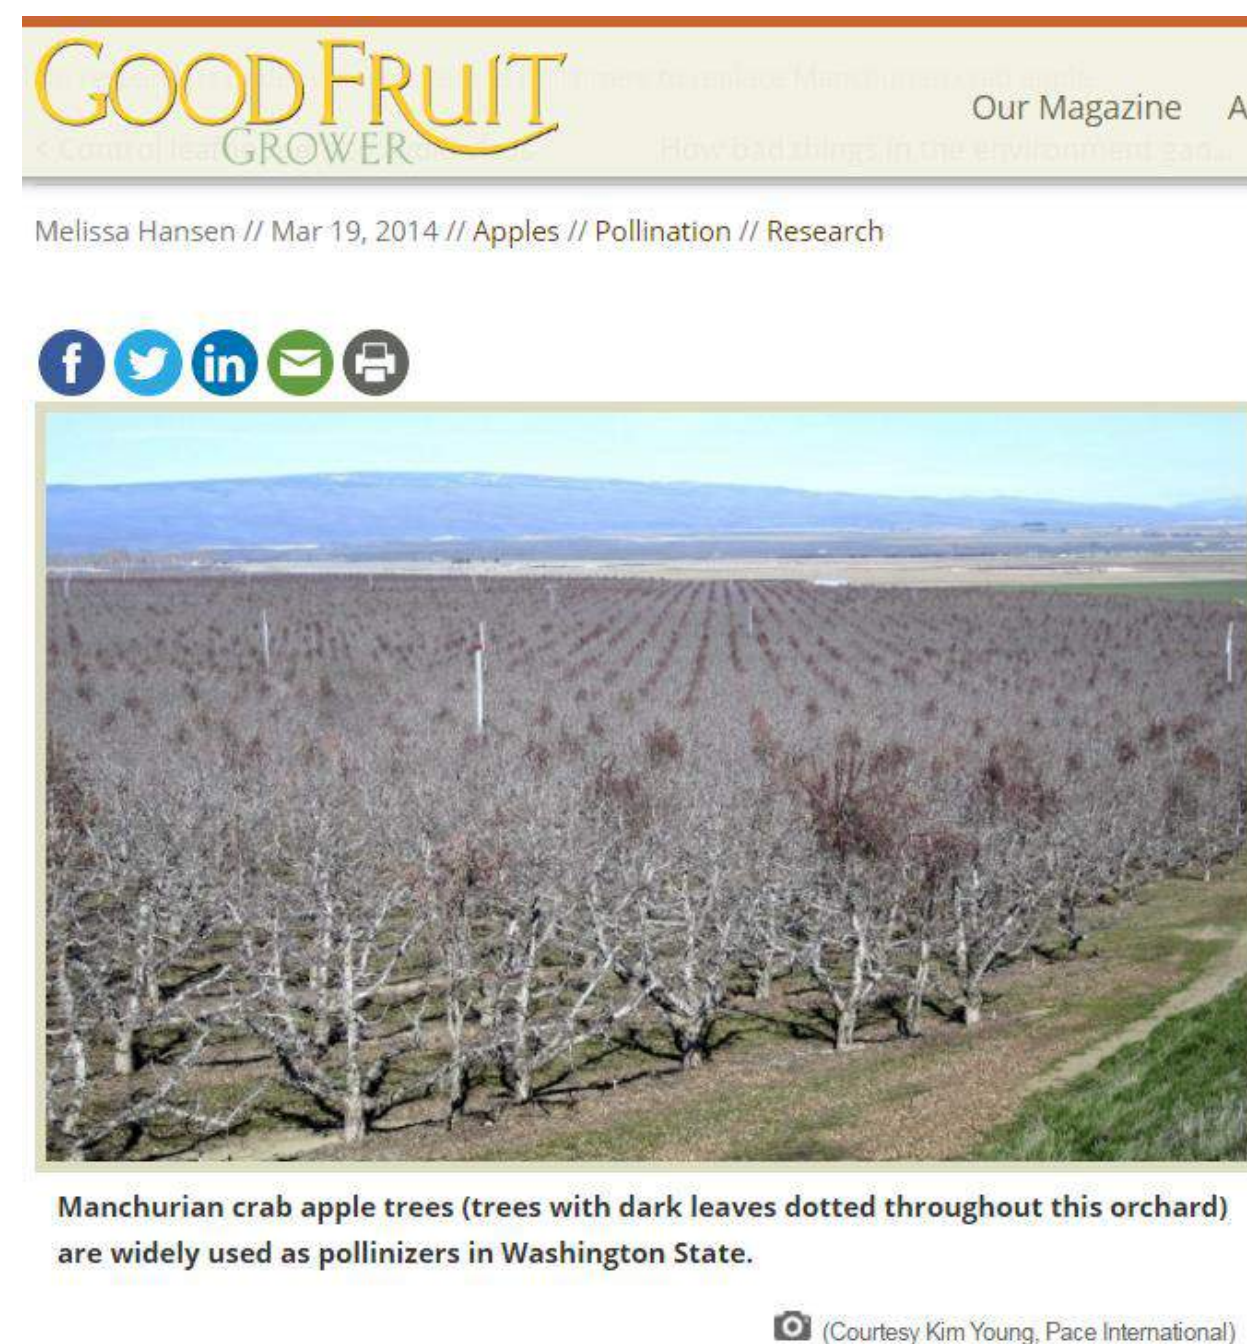 GOOD FRUIT
GROWER
Our Magazine A
Melissa Hansen // Mar 19, 2014 // Apples // Pollination // Research
Manchurian crab apple trees (trees with dark leaves dotted throughout this orchard)
are widely used as pollinizers in Washington State.
(Courtesy Kim Young, Pace International)